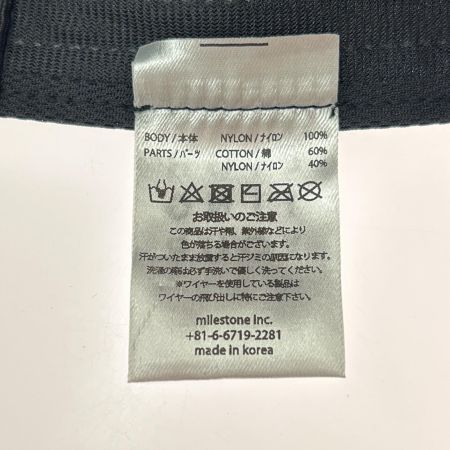 BODY/本体 NYLON/ナイロン 100%
PARTS/パーツ COTTON/綿 60%
NYLON/ナイロン 40%
お取扱いのご注意
この商品は汗や雨、紫外線などにより
色が落ちる場合がございます。
汗がついたまま放置すると汗ジミの原因になります。
洗濯の際は必ず手洗いで優しく洗ってください。
※ワイヤーを使用している製品は
ワイヤーの飛び出しに特にご注意下さい。
milestone inc.
+81-6-6719-2281
made in korea